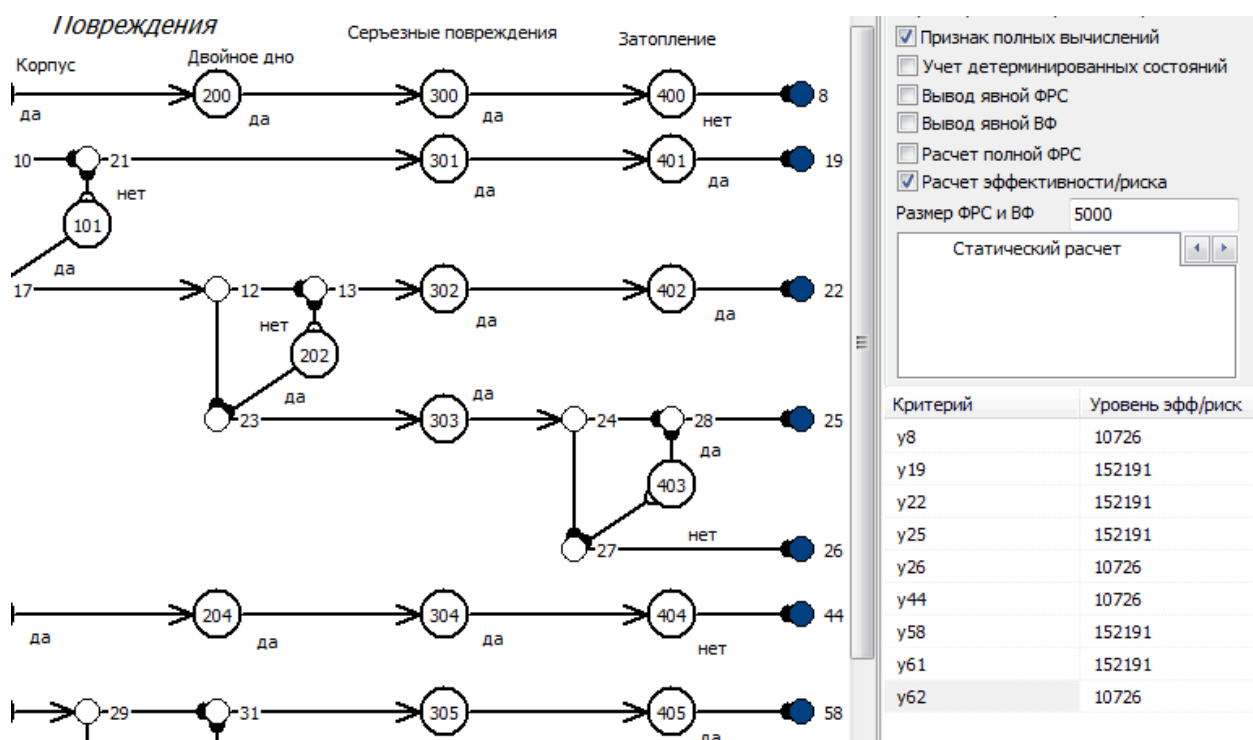 Повреждения
Корпус
Двойное дно
Серъезные повреждения
Затопление
200
300
400
8
да
да
да
нет
10
21
301
401
19
нет
да
да
101
да
17
12
13
302
402
22
нет
да
да
202
да
да
23
303
24
28
25
да
403
нет
27
26
204
304
404
44
да
да
да
нет
29
31
305
405
58
да
Признак полных вычислений
Учет детерминированных состояний
Вывод явной ФРС
Вывод явной ВФ
Расчет полной ФРС
Расчет эффективности/риска
Размер ФРС и ВФ 5000
Статический расчет
Критерий Уровень эфф/риск
y8 10726
y19 152191
y22 152191
y25 152191
y26 10726
y44 10726
y58 152191
y61 152191
y62 10726